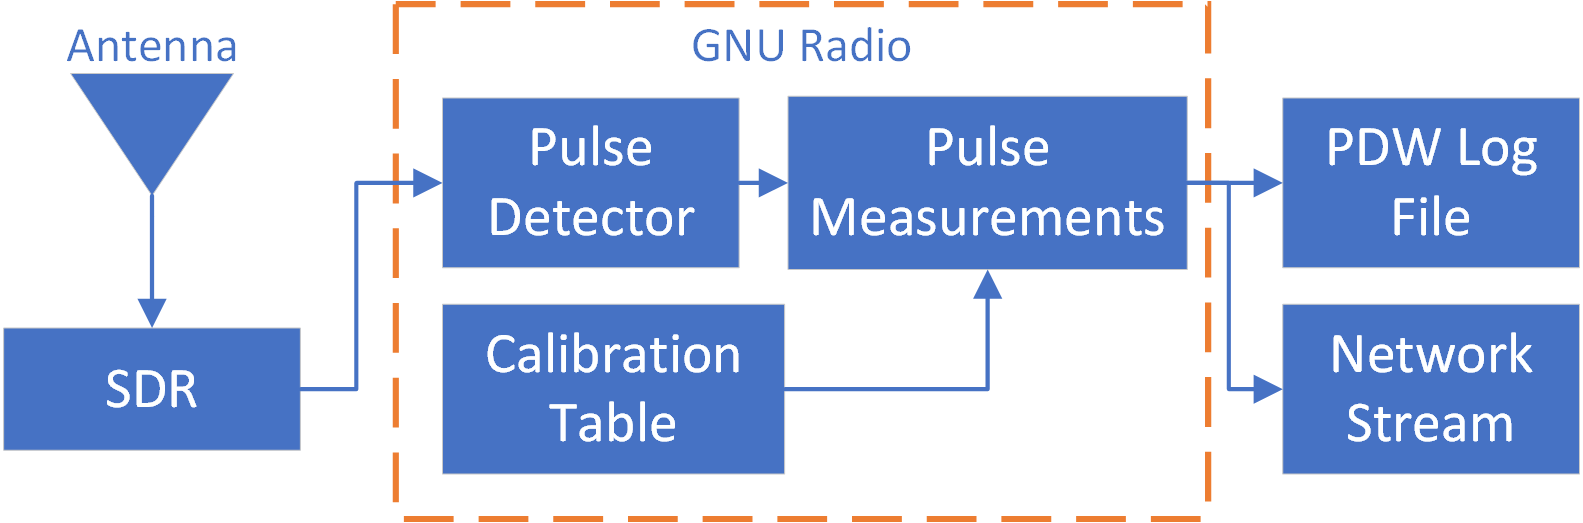 Antenna
GNU Radio
Pulse
Detector
Pulse
Measurements
PDW Log
File
SDR
Calibration
Table
Network
Stream